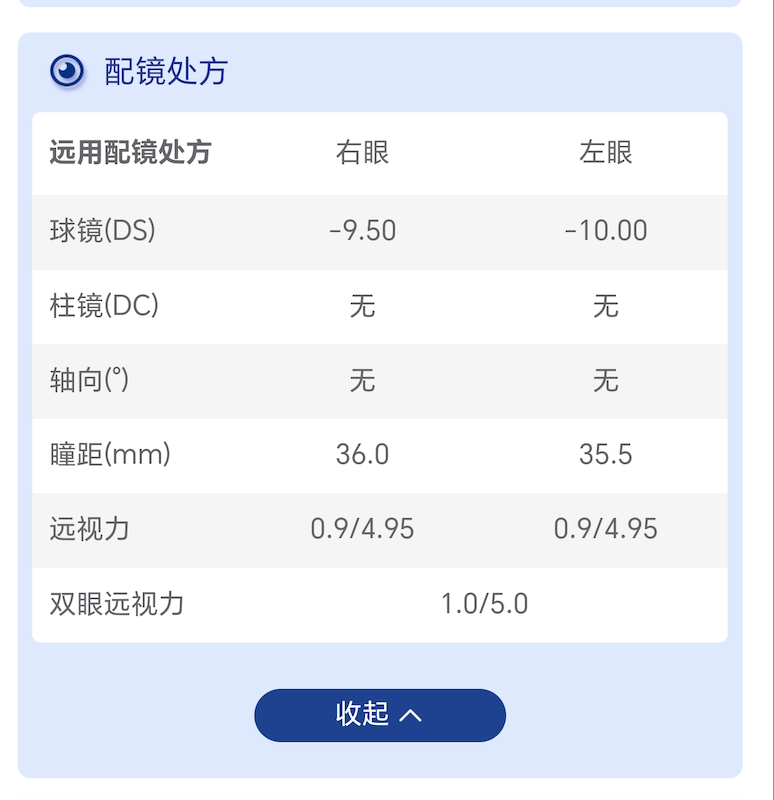 配镜处方
远用配镜处方 右眼 左眼
球镜(DS) -9.50 -10.00
柱镜(DC) 无 无
轴向(°) 无 无
瞳距(mm) 36.0 35.5
远视力 0.9/4.95 0.9/4.95
双眼远视力 1.0/5.0
收起